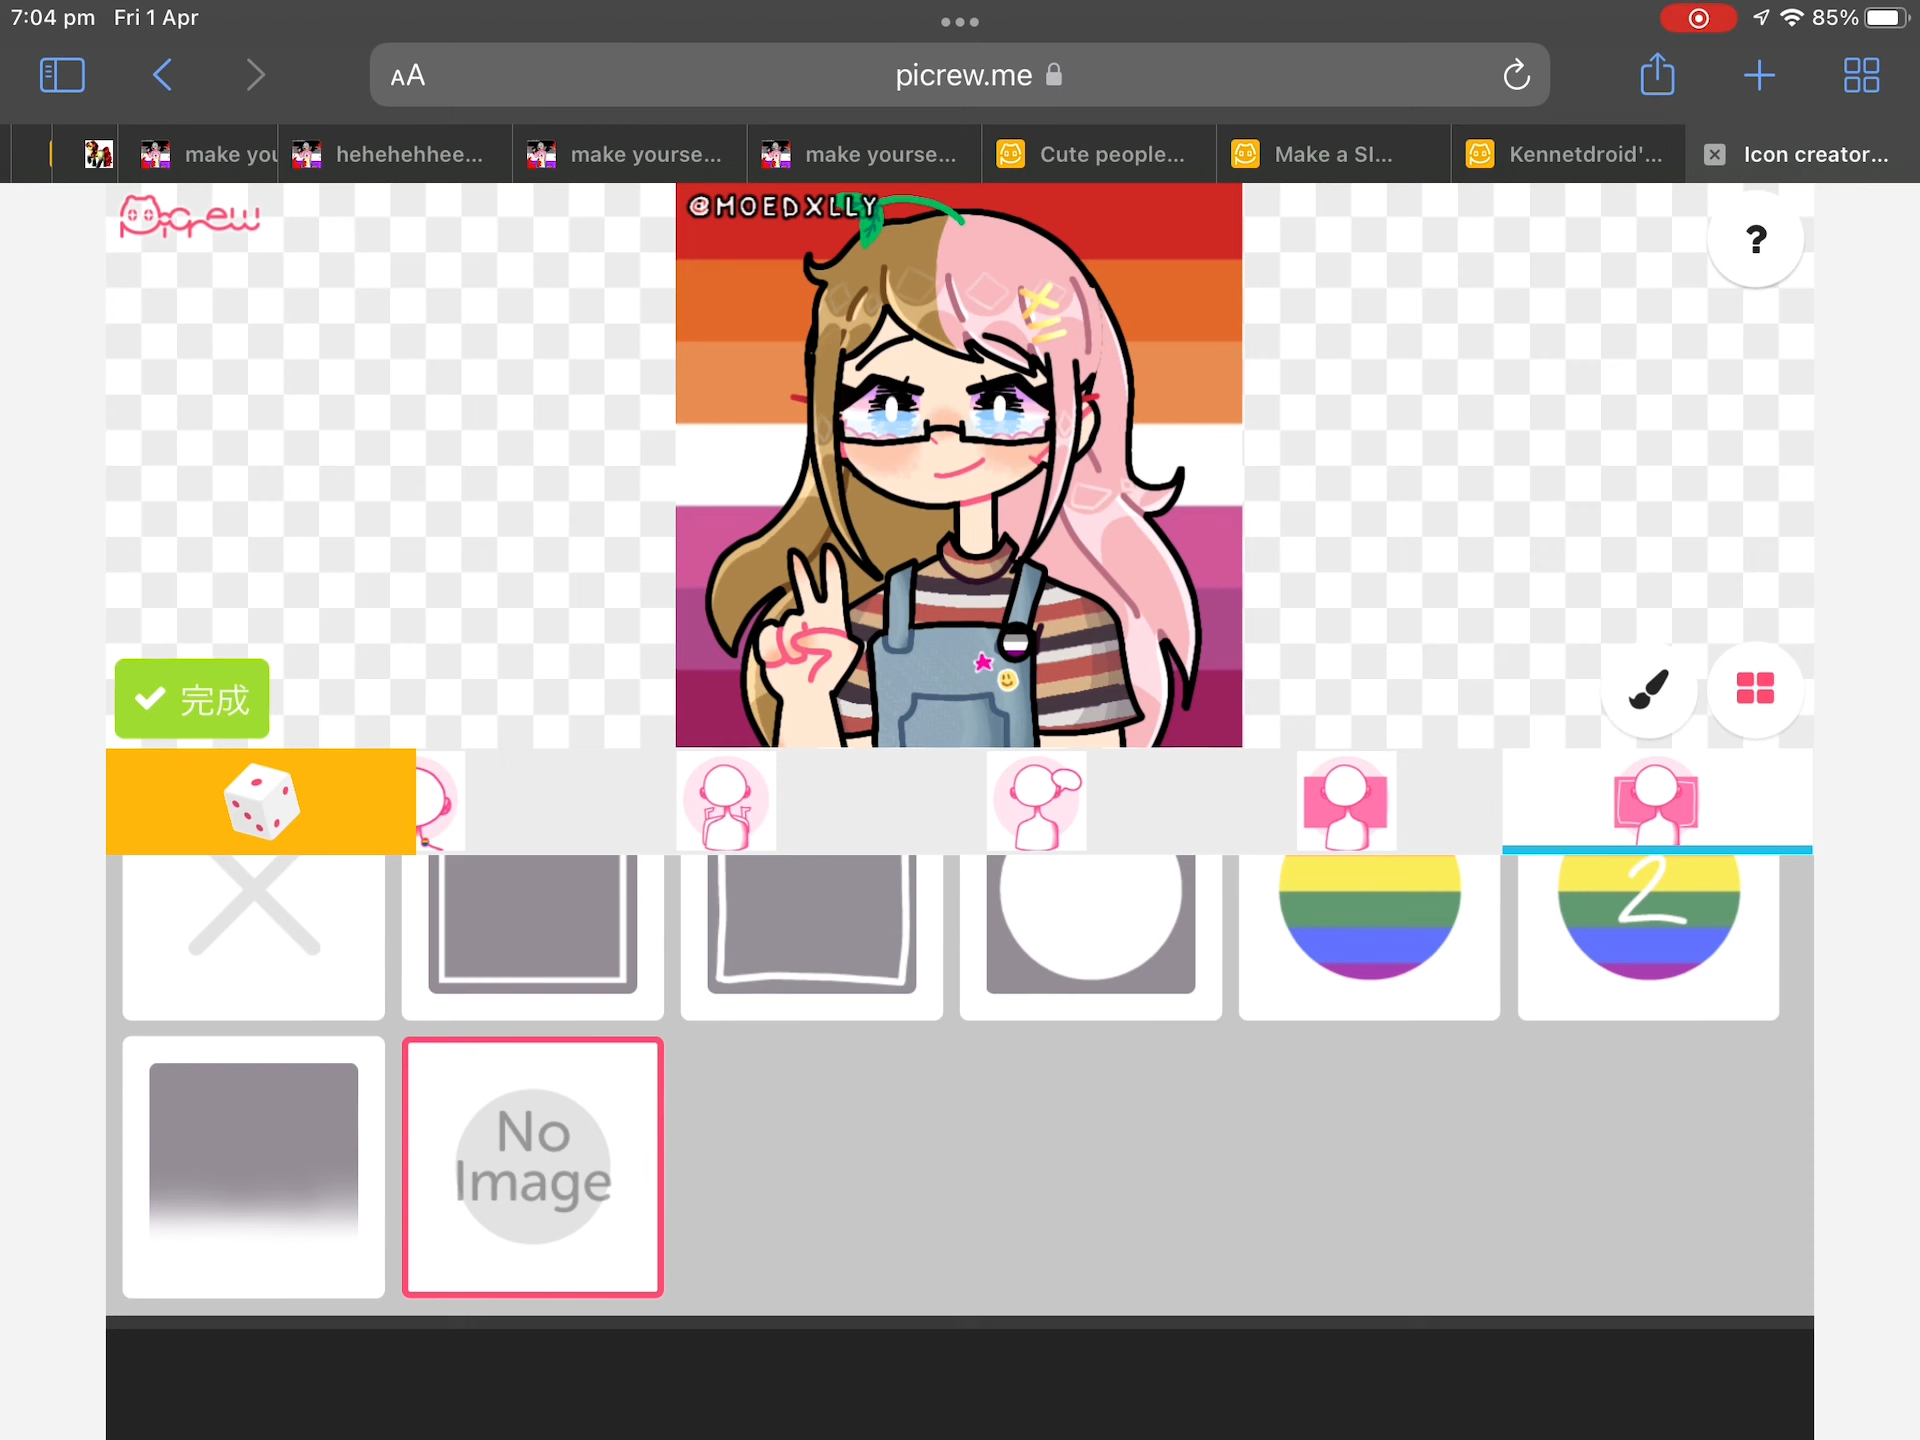 7:04 pm Fri 1 Apr
85%
AA
picrew.me
make you
hehehehhee...
make yourse...
make yourse...
Cute people...
Make a Sl...
Kennetdroid'...
Icon creator...
Picrew
@MOEDXLLY
?
完成
2
No
Image